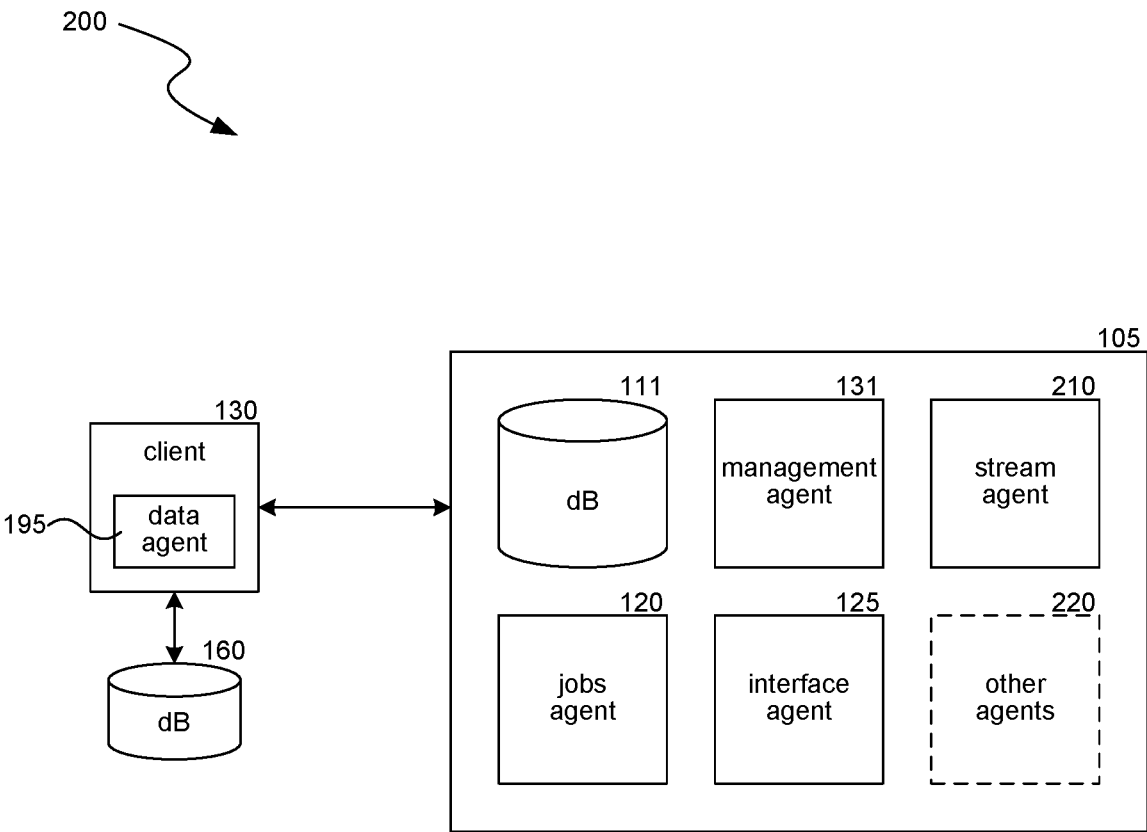 200
105
130
client
195
data
agent
160
dB
111
dB
131
management
agent
210
stream
agent
120
jobs
agent
125
interface
agent
220
other
agents